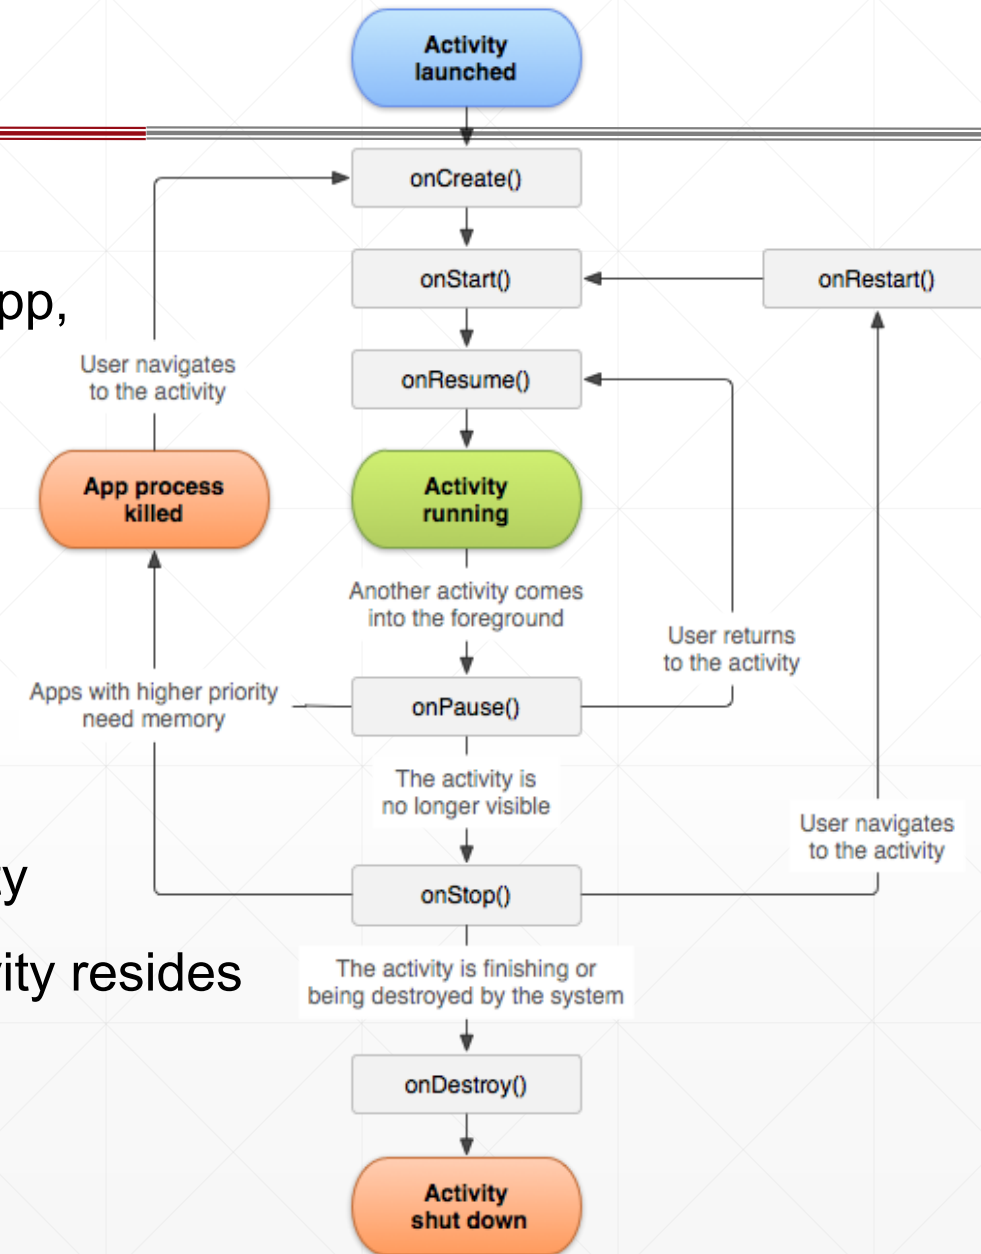 Activity
launched
onCreate()
onStart()
onRestart()
pp,
User navigates
to the activity
onResume()
App process
killed
Activity
running
Another activity comes
into the foreground
User returns
to the activity
Apps with higher priority
need memory
onPause()
The activity is
no longer visible
User navigates
to the activity
ty
onStop()
vity resides
The activity is finishing or
being destroyed by the system
onDestroy()
Activity
shut down